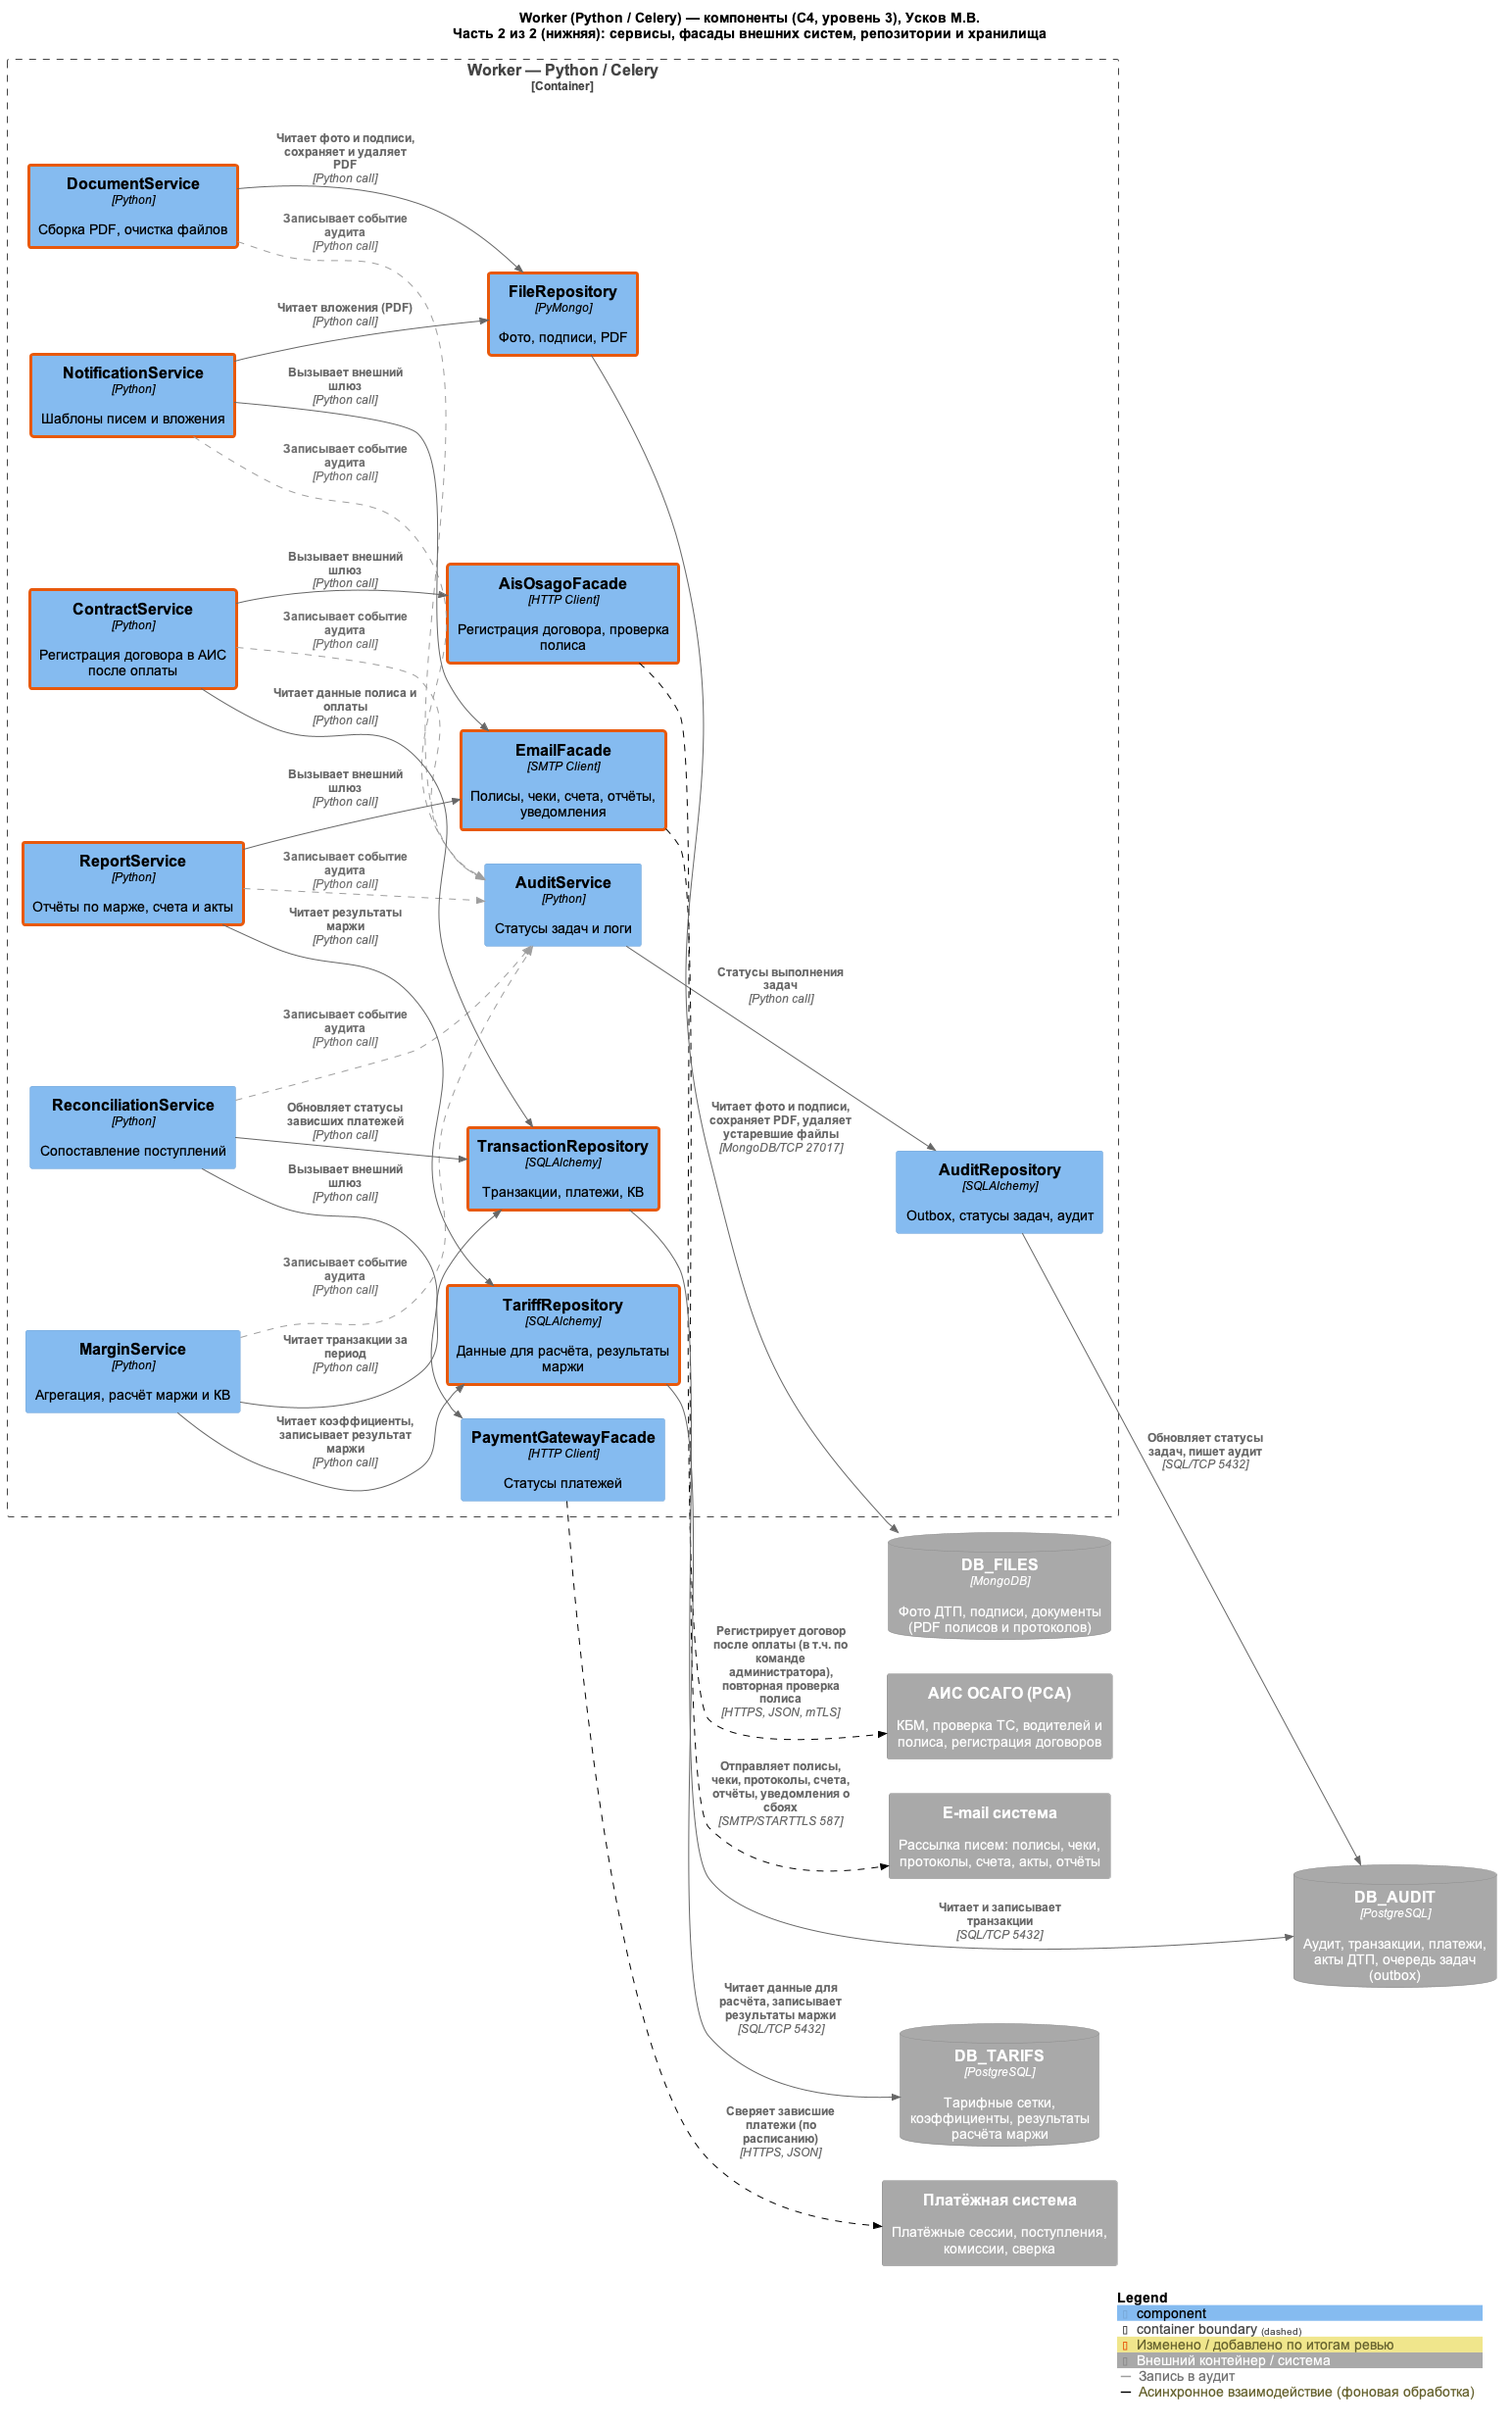 Worker (Python / Celery) — компоненты (C4, уровень 3), Усков М.В.
Часть 2 из 2 (нижняя): сервисы, фасады внешних систем, репозитории и хранилища
Worker — Python / Celery
[Container]
Читает фото и подписи,
сохраняет и удаляет
PDF
[Python call]
DocumentService
[Python]
Сборка PDF, очистка файлов
Записывает событие
аудита
[Python call]
FileRepository
[PyMongo]
Фото, подписи, PDF
Читает вложения (PDF)
[Python call]
NotificationService
[Python]
Шаблоны писем и вложения
Вызывает внешний
шлюз
[Python call]
Записывает событие
аудита
[Python call]
Вызывает внешний
шлюз
[Python call]
AisOsagoFacade
[HTTP Client]
Регистрация договора, проверка
полиса
ContractService
[Python]
Регистрация договора в АИС
после оплаты
Записывает событие
аудита
[Python call]
Читает данные полиса и
оплаты
[Python call]
EmailFacade
[SMTP Client]
Полисы, чеки, счета, отчёты,
уведомления
Вызывает внешний
шлюз
[Python call]
ReportService
[Python]
Отчёты по марже, счета и акты
Записывает событие
аудита
[Python call]
AuditService
[Python]
Статусы задач и логи
Читает результаты
маржи
[Python call]
Статусы выполнения
задач
[Python call]
Записывает событие
аудита
[Python call]
ReconciliationService
[Python]
Сопоставление поступлений
Обновляет статусы
зависших платежей
[Python call]
TransactionRepository
[SQLAlchemy]
Транзакции, платежи, КВ
Читает фото и подписи,
сохраняет PDF, удаляет
устаревшие файлы
[MongoDB/TCP 27017]
AuditRepository
[SQLAlchemy]
Outbox, статусы задач, аудит
Вызывает внешний
шлюз
[Python call]
Записывает событие
аудита
[Python call]
TariffRepository
[SQLAlchemy]
Данные для расчёта, результаты
маржи
MarginService
[Python]
Агрегация, расчёт маржи и КВ
Читает транзакции за
период
[Python call]
Читает коэффициенты,
записывает результат
маржи
[Python call]
PaymentGatewayFacade
[HTTP Client]
Статусы платежей
Обновляет статусы
задач, пишет аудит
[SQL/TCP 5432]
DB_FILES
[MongoDB]
Фото ДТП, подписи, документы
(PDF полисов и протоколов)
Регистрирует договор
после оплаты (в т.ч. по
команде
администратора),
повторная проверка
полиса
[HTTPS, JSON, mTLS]
АИС ОСАГО (РСА)
КБМ, проверка ТС, водителей и
полиса, регистрация договоров
Отправляет полисы,
чеки, протоколы, счета,
отчёты, уведомления о
сбоях
[SMTP/STARTTLS 587]
E-mail система
Рассылка писем: полисы, чеки,
протоколы, счета, акты, отчёты
Читает и записывает
транзакции
[SQL/TCP 5432]
DB_AUDIT
[PostgreSQL]
Аудит, транзакции, платежи,
акты ДТП, очередь задач
(outbox)
Читает данные для
расчёта, записывает
результаты маржи
[SQL/TCP 5432]
DB_TARIFS
[PostgreSQL]
Тарифные сетки,
коэффициенты, результаты
расчёта маржи
Сверяет зависшие
платежи (по
расписанию)
[HTTPS, JSON]
Платёжная система
Платёжные сессии, поступления,
комиссии, сверка
Legend
component
container boundary (dashed)
Изменено / добавлено по итогам ревью
Внешний контейнер / система
Запись в аудит
Асинхронное взаимодействие (фоновая обработка)